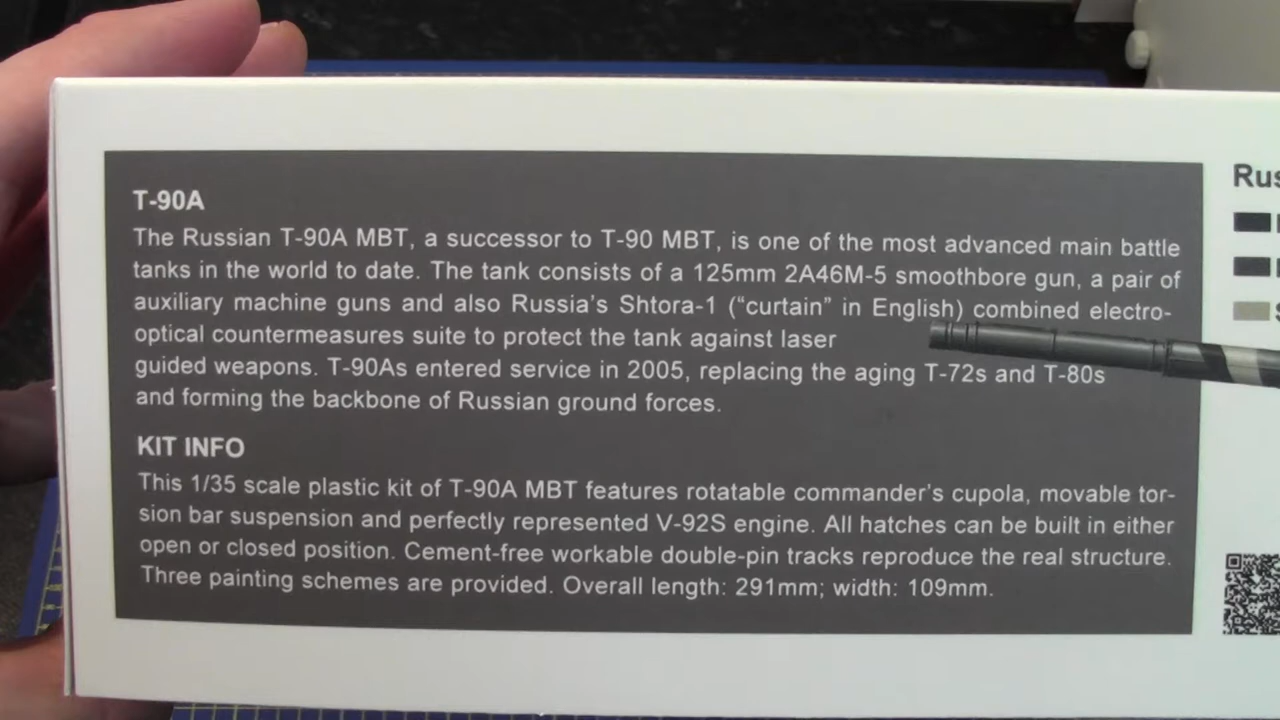 T-90A
The Russian T-90A MBT, a successor to T-90 MBT, is one of the most advanced main battle
tanks in the world to date. The tank consists of a 125mm 2A46M-5 smoothbore gun, a pair of
auxiliary machine guns and also Russia's Shtora-1 (“curtain” in English) combined electro-
optical countermeasures suite to protect the tank against laser
guided weapons. T-90As entered service in 2005, replacing the aging T-72s and T-80s
and forming the backbone of Russian ground forces.
KIT INFO
This 1/35 scale plastic kit of T-90A MBT features rotatable commander's cupola, movable tor-
sion bar suspension and perfectly represented V-92S engine. All hatches can be built in either
open or closed position. Cement-free workable double-pin tracks reproduce the real structure.
Three painting schemes are provided. Overall length: 291mm; width: 109mm.